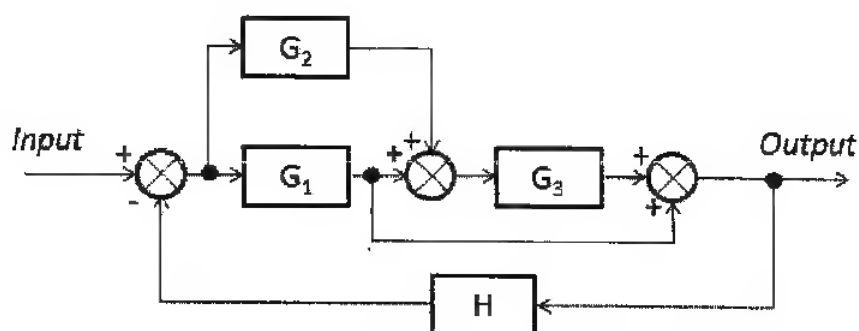 G₂
Input
+
-
G₁
+
+
G₃
+
+
Output
H